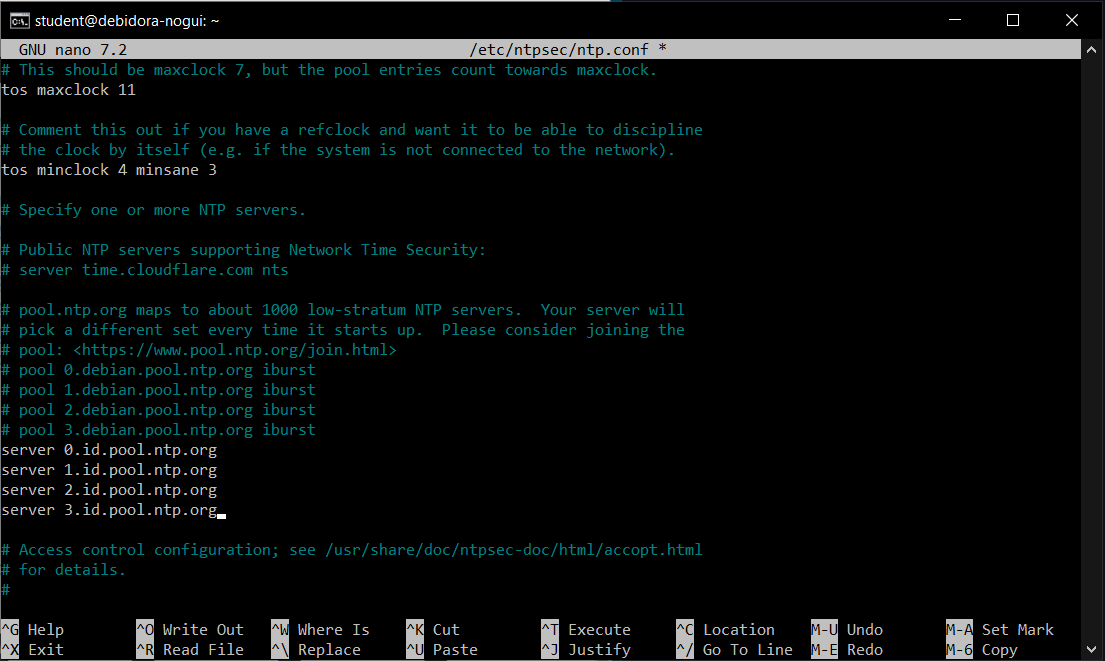 student@debidora-nogui: ~
GNU nano 7.2 /etc/ntpsec/ntp.conf *
# This should be maxclock 7, but the pool entries count towards maxclock.
tos maxclock 11
# Comment this out if you have a refclock and want it to be able to discipline
# the clock by itself (e.g. if the system is not connected to the network).
tos minclock 4 minsane 3
# Specify one or more NTP servers.
# Public NTP servers supporting Network Time Security:
# server time.cloudflare.com nts
# pool.ntp.org maps to about 1000 low-stratum NTP servers.  Your server will
# pick a different set every time it starts up.  Please consider joining the
# pool: <https://www.pool.ntp.org/join.html>
# pool 0.debian.pool.ntp.org iburst
# pool 1.debian.pool.ntp.org iburst
# pool 2.debian.pool.ntp.org iburst
# pool 3.debian.pool.ntp.org iburst
server 0.id.pool.ntp.org
server 1.id.pool.ntp.org
server 2.id.pool.ntp.org
server 3.id.pool.ntp.org
# Access control configuration; see /usr/share/doc/ntpsec-doc/html/accopt.html
# for details.
#
^G Help ^O Write Out ^W Where Is ^K Cut ^T Execute ^C Location M-U Undo M-A Set Mark
^X Exit ^R Read File ^\ Replace ^U Paste ^J Justify ^/ Go To Line M-E Redo M-6 Copy